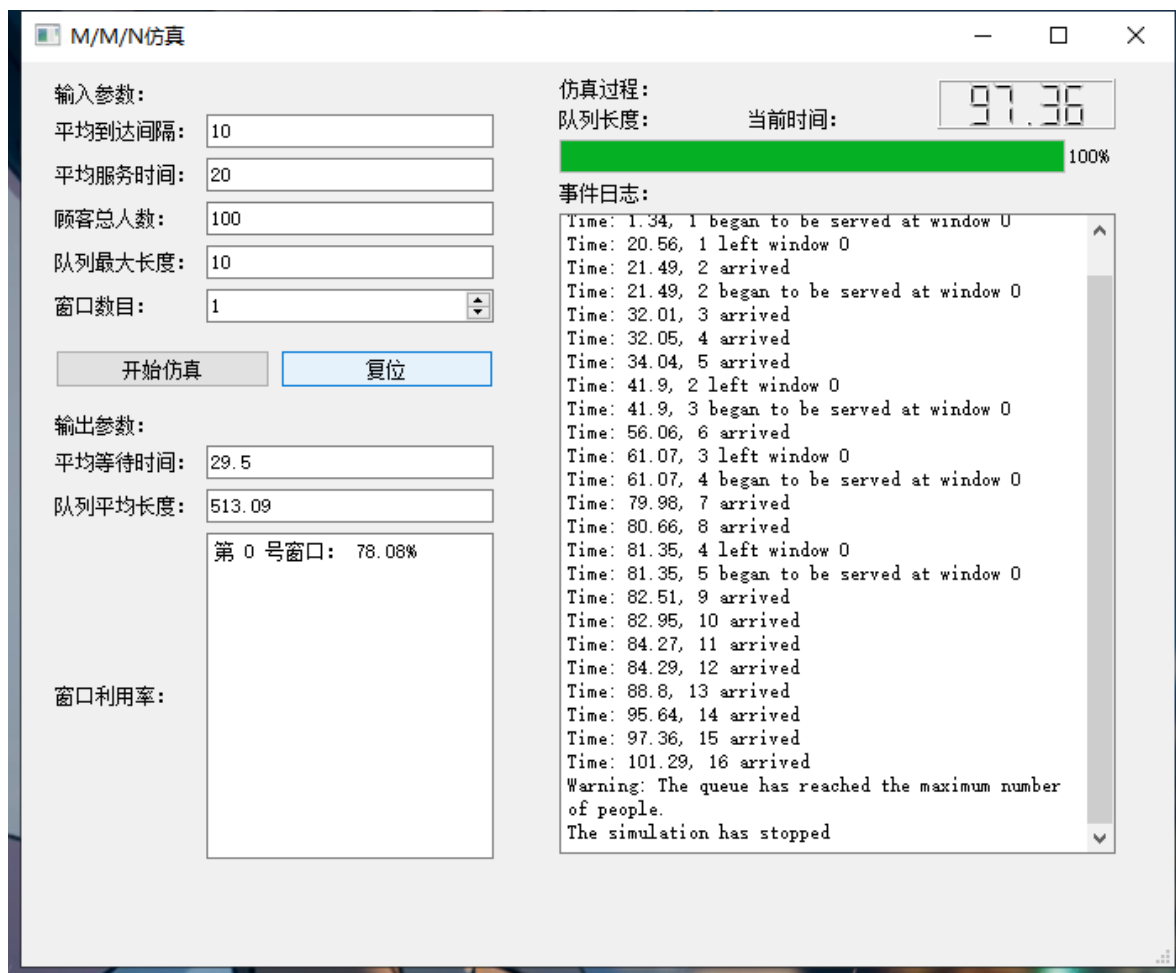 M/M/N仿真
输入参数:
平均到达间隔: 10
平均服务时间: 20
顾客总人数: 100
队列最大长度: 10
窗口数目: 1
开始仿真 复位
输出参数:
平均等待时间: 29.5
队列平均长度: 513.09
窗口利用率:
第 0 号窗口: 78.08%
仿真过程:
队列长度: 当前时间: 97.36
100%
事件日志:
Time: 1.34, 1 began to be served at window 0
Time: 20.56, 1 left window 0
Time: 21.49, 2 arrived
Time: 21.49, 2 began to be served at window 0
Time: 32.01, 3 arrived
Time: 32.05, 4 arrived
Time: 34.04, 5 arrived
Time: 41.9, 2 left window 0
Time: 41.9, 3 began to be served at window 0
Time: 56.06, 6 arrived
Time: 61.07, 3 left window 0
Time: 61.07, 4 began to be served at window 0
Time: 79.98, 7 arrived
Time: 80.66, 8 arrived
Time: 81.35, 4 left window 0
Time: 81.35, 5 began to be served at window 0
Time: 82.51, 9 arrived
Time: 82.95, 10 arrived
Time: 84.27, 11 arrived
Time: 84.29, 12 arrived
Time: 88.8, 13 arrived
Time: 95.64, 14 arrived
Time: 97.36, 15 arrived
Time: 101.29, 16 arrived
Warning: The queue has reached the maximum number
of people.
The simulation has stopped